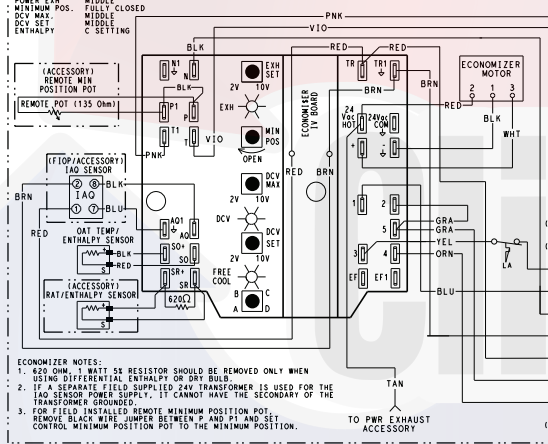 POWER EXH MIDDLE
MINIMUM POS. FULLY CLOSED
DCV MAX. MIDDLE
DCV SET MIDDLE
ENTHALPY C SETTING
PNK
VIO
BLK
RED
RED
(ACCESSORY)
REMOTE MIN
POSITION POT
REMOTE POT (135 Ohm)
N1
N
BLK
P1
P
T1
T
VIO
PNK
EXH
SET
2V 10V
EXH
MIN
POS
OPEN
DCV
MAX
2V 10V
DCV
DCV
SET
2V 10V
FREE
COOL
B C
A D
ECONOMI$ER
IV BOARD
TR TR1
BRN
BRN
24
Vac
HOT
24Vac
COM
+ -
RED BRN
1 2
5
3 4
EF EF1
ECONOMIZER
MOTOR
2 1 3
RED
BLK
WHT
GRA
GRA
YEL
ORN
LA
BLU
(FIOP/ACCESSORY)
IAQ SENSOR
2 8
IAQ
1 7
BLK
BLU
BRN
RED
AQ1
AQ
OAT TEMP/
ENTHALPY SENSOR
+
S
BLK
RED
SO+
SO
SR+
SR
620Ω
(ACCESSORY)
RAT/ENTHALPY SENSOR
+
S
ECONOMIZER NOTES:
1. 620 OHM, 1 WATT 5% RESISTOR SHOULD BE REMOVED ONLY WHEN
USING DIFFERENTIAL ENTHALPY OR DRY BULB.
2. IF A SEPARATE FIELD SUPPLIED 24V TRANSFORMER IS USED FOR THE
IAQ SENSOR POWER SUPPLY, IT CANNOT HAVE THE SECONDARY OF THE
TRANSFORMER GROUNDED.
3. FOR FIELD INSTALLED REMOTE MINIMUM POSITION POT,
REMOVE BLACK WIRE JUMPER BETWEEN P AND P1 AND SET
CONTROL MINIMUM POSITION POT TO THE MINIMUM POSITION.
TAN
TO PWR EXHAUST
ACCESSORY